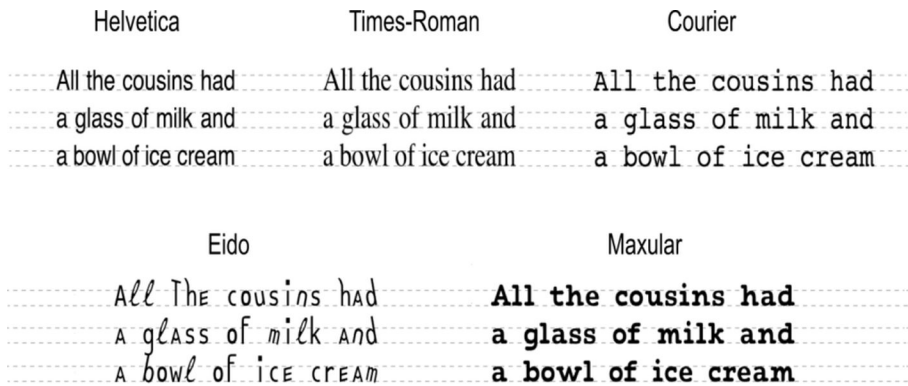 Helvetica
All the cousins had
a glass of milk and
a bowl of ice cream
Times-Roman
All the cousins had
a glass of milk and
a bowl of ice cream
Courier
All the cousins had
a glass of milk and
a bowl of ice cream
Eido
All ThE cousins hAd
A glAss of milk And
A bowl of icE crEAm
Maxular
All the cousins had
a glass of milk and
a bowl of ice cream